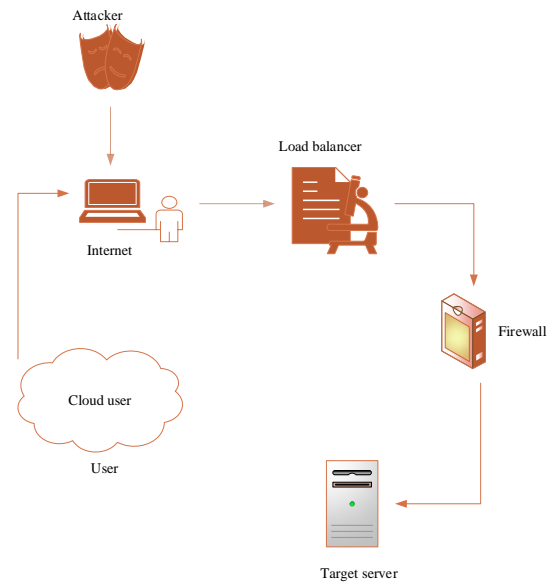 Attacker
Load balancer
Internet
Firewall
Cloud user
User
Target server